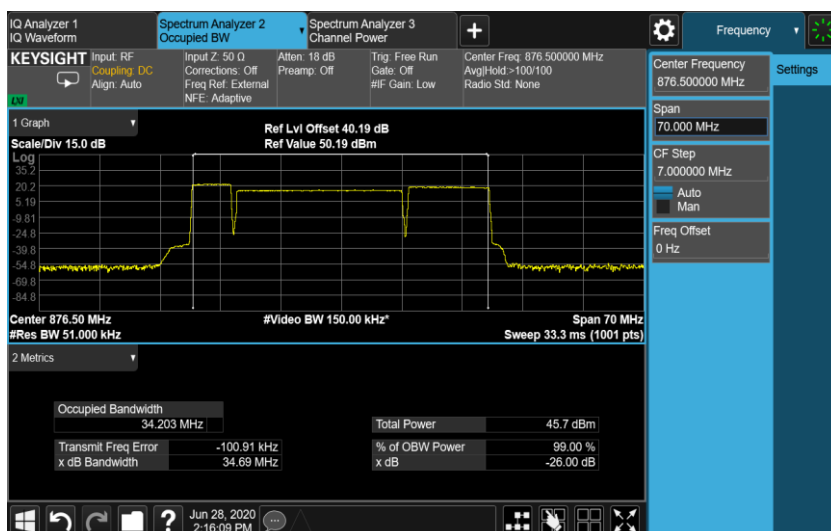 IQ Analyzer 1
IQ Waveform
Spectrum Analyzer 2
Occupied BW
Spectrum Analyzer 3
Channel Power
Frequency
KEYSIGHT
LXI
Input: RF
Coupling: DC
Align: Auto
Input Z: 50 Ω
Corrections: Off
Freq Ref: External
NFE: Adaptive
Atten: 18 dB
Preamp: Off
Trig: Free Run
Gate: Off
#IF Gain: Low
Center Freq: 876.500000 MHz
Avg|Hold:>100/100
Radio Std: None
Center Frequency
876.500000 MHz
Settings
Span
70.000 MHz
CF Step
7.000000 MHz
Auto
Man
Freq Offset
0 Hz
1 Graph
Scale/Div 15.0 dB
Ref Lvl Offset 40.19 dB
Ref Value 50.19 dBm
Log
35.2
20.2
5.19
-9.81
-24.8
-39.8
-54.8
-69.8
-84.8
Center 876.50 MHz
#Res BW 51.000 kHz
#Video BW 150.00 kHz*
Span 70 MHz
Sweep 33.3 ms (1001 pts)
2 Metrics
Occupied Bandwidth
34.203 MHz
Transmit Freq Error -100.91 kHz
x dB Bandwidth 34.69 MHz
Total Power 45.7 dBm
% of OBW Power 99.00 %
x dB -26.00 dB
Jun 28, 2020
2:16:09 PM